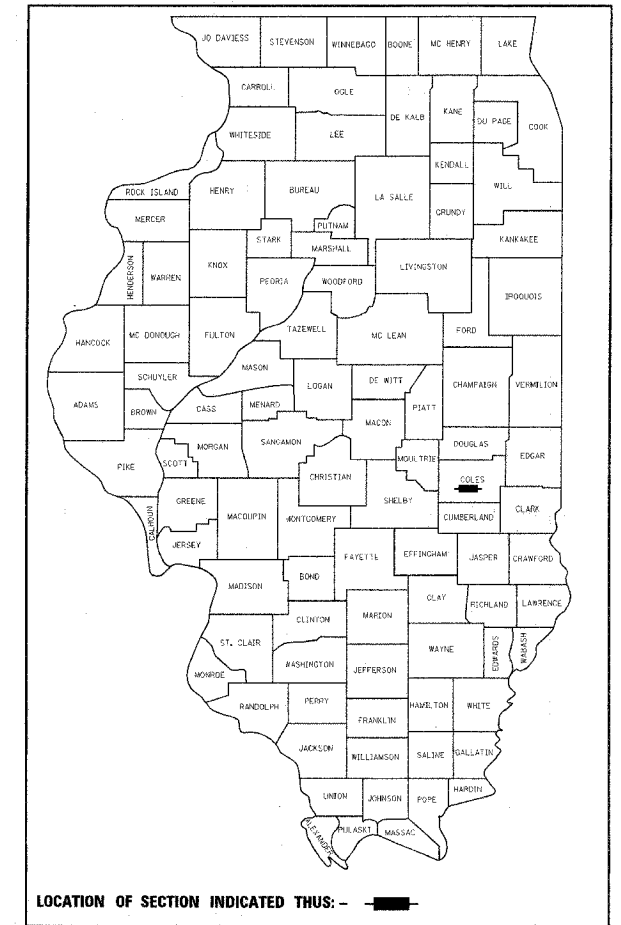 JO DAVIESS STEVENSON WINNEBAGO BOONE MC HENRY LAKE
CARROLL OGLE DE KALB KANE DU PAGE COOK
WHITESIDE LEE KENDALL WILL
ROCK ISLAND HENRY BUREAU LA SALLE GRUNDY
MERCER PUTNAM KANKAKEE
HENDERSON WARREN KNOX STARK MARSHALL LIVINGSTON
PEORIA WOODFORD IROQUOIS
HANCOCK MC DONOUGH FULTON TAZEWELL MC LEAN FORD
SCHUYLER MASON LOGAN DE WITT CHAMPAIGN VERMILION
ADAMS BROWN CASS MENARD PIATT
MACON
PIKE SCOTT MORGAN SANGAMON MOULTRIE DOUGLAS EDGAR
CHRISTIAN COLES
CALHOUN GREENE MACOUPIN MONTGOMERY SHELBY CUMBERLAND CLARK
JERSEY FAYETTE EFFINGHAM JASPER CRAWFORD
MADISON BOND CLAY
CLINTON MARION RICHLAND LAWRENCE
ST. CLAIR WASHINGTON JEFFERSON WAYNE EDWARDS WABASH
MONROE
RANDOLPH PERRY FRANKLIN HAMILTON WHITE
JACKSON WILLIAMSON SALINE GALLATIN
UNION JOHNSON POPE HARDIN
ALEXANDER PULASKI MASSAC
LOCATION OF SECTION INDICATED THUS: –